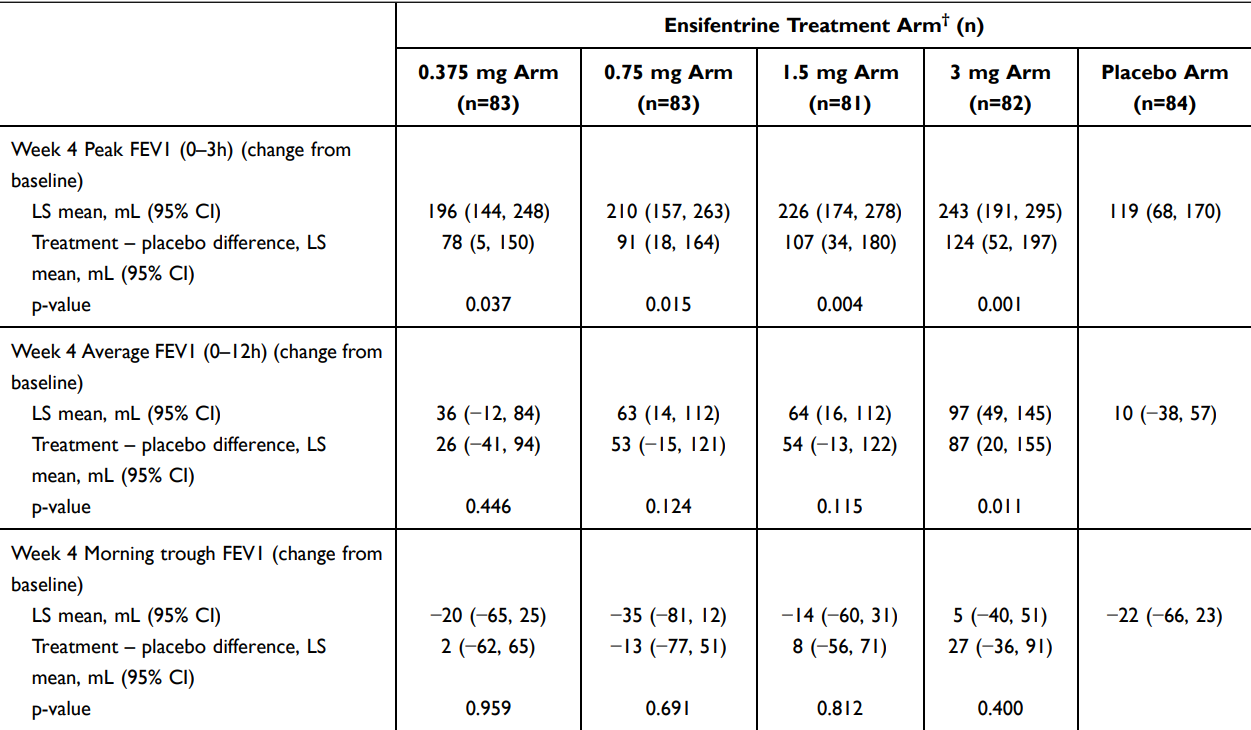 Ensifentrine Treatment Arm† (n)
0.375 mg Arm (n=83) 0.75 mg Arm (n=83) 1.5 mg Arm (n=81) 3 mg Arm (n=82) Placebo Arm (n=84)
Week 4 Peak FEV1 (0–3h) (change from
baseline)
LS mean, mL (95% CI) 196 (144, 248) 210 (157, 263) 226 (174, 278) 243 (191, 295) 119 (68, 170)
Treatment – placebo difference, LS 78 (5, 150) 91 (18, 164) 107 (34, 180) 124 (52, 197)
mean, mL (95% CI)
p-value 0.037 0.015 0.004 0.001
Week 4 Average FEV1 (0–12h) (change from
baseline)
LS mean, mL (95% CI) 36 (−12, 84) 63 (14, 112) 64 (16, 112) 97 (49, 145) 10 (−38, 57)
Treatment – placebo difference, LS 26 (−41, 94) 53 (−15, 121) 54 (−13, 122) 87 (20, 155)
mean, mL (95% CI)
p-value 0.446 0.124 0.115 0.011
Week 4 Morning trough FEV1 (change from
baseline)
LS mean, mL (95% CI) −20 (−65, 25) −35 (−81, 12) −14 (−60, 31) 5 (−40, 51) −22 (−66, 23)
Treatment – placebo difference, LS 2 (−62, 65) −13 (−77, 51) 8 (−56, 71) 27 (−36, 91)
mean, mL (95% CI)
p-value 0.959 0.691 0.812 0.400